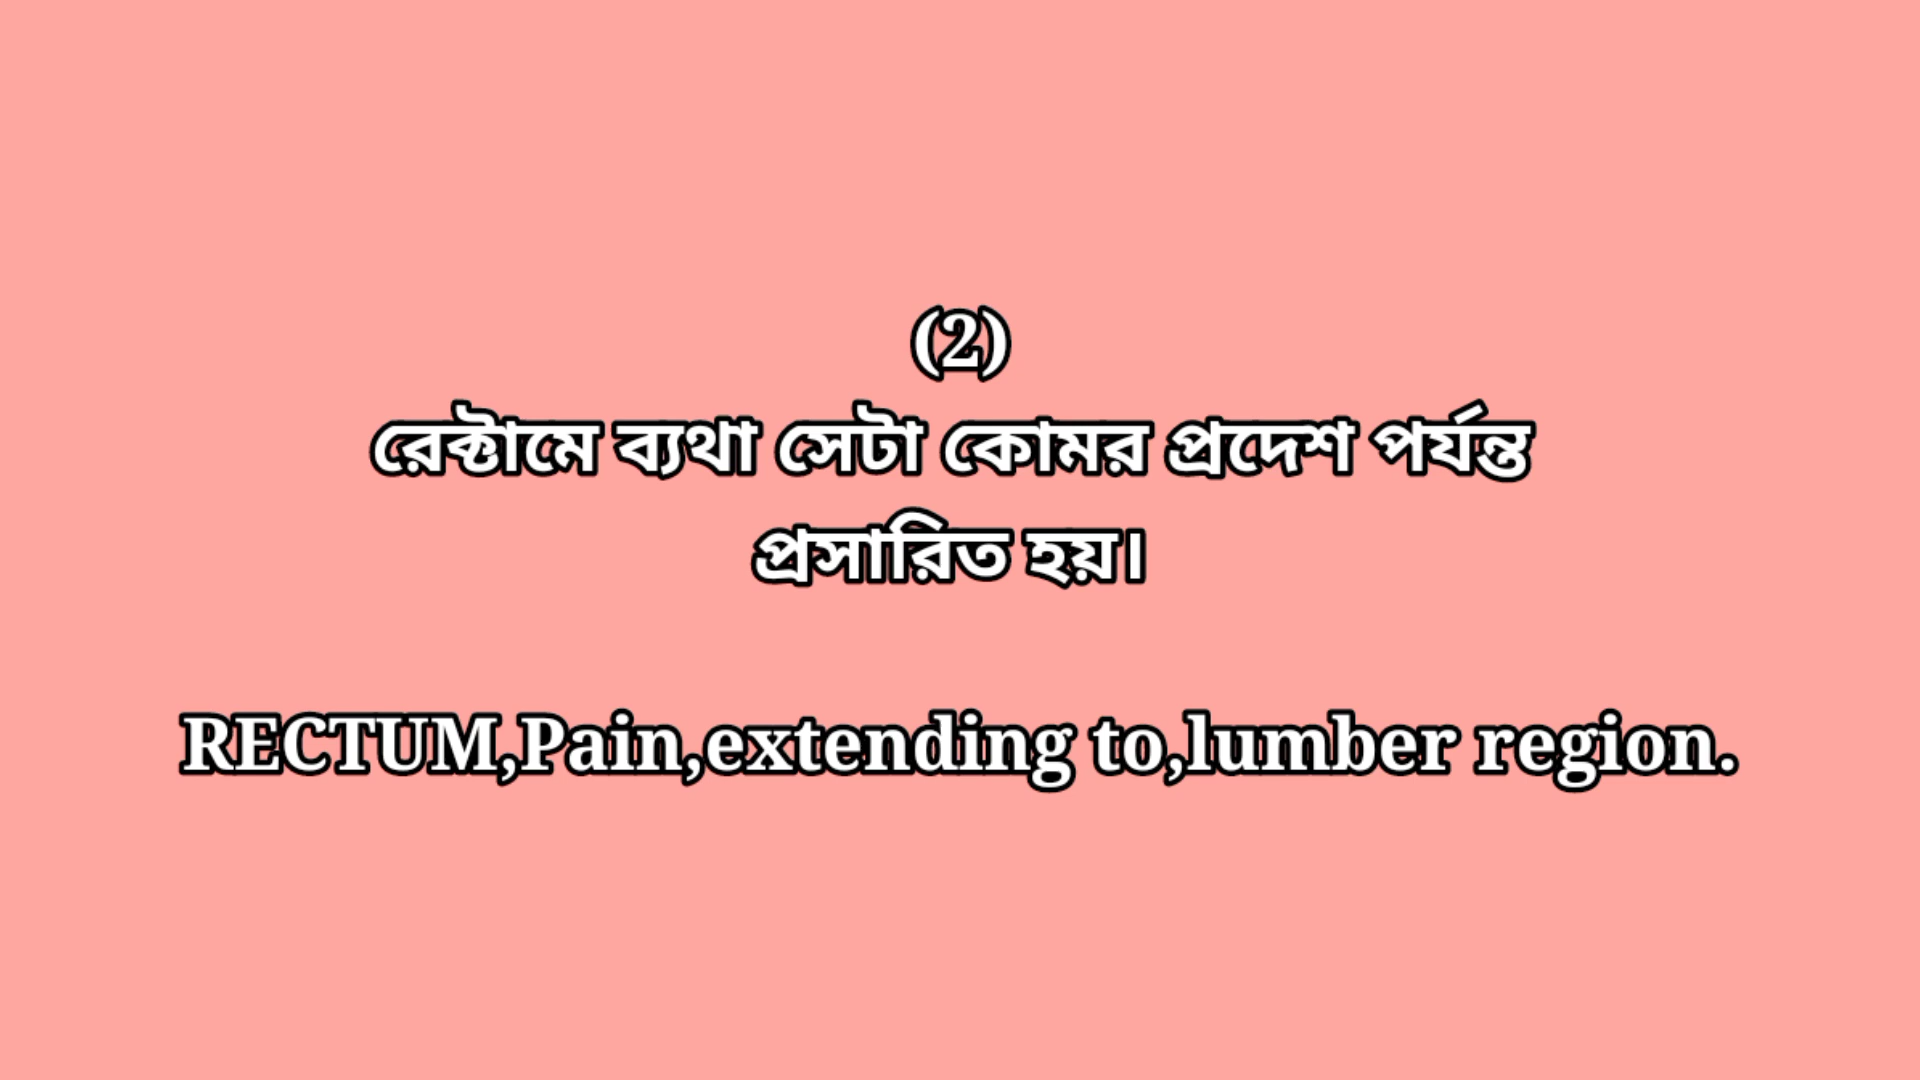 (2)
রেক্টামে ব্যথা সেটা কোমর প্রদেশ পর্যন্ত
প্রসারিত হয়।
RECTUM,Pain,extending to,lumber region.